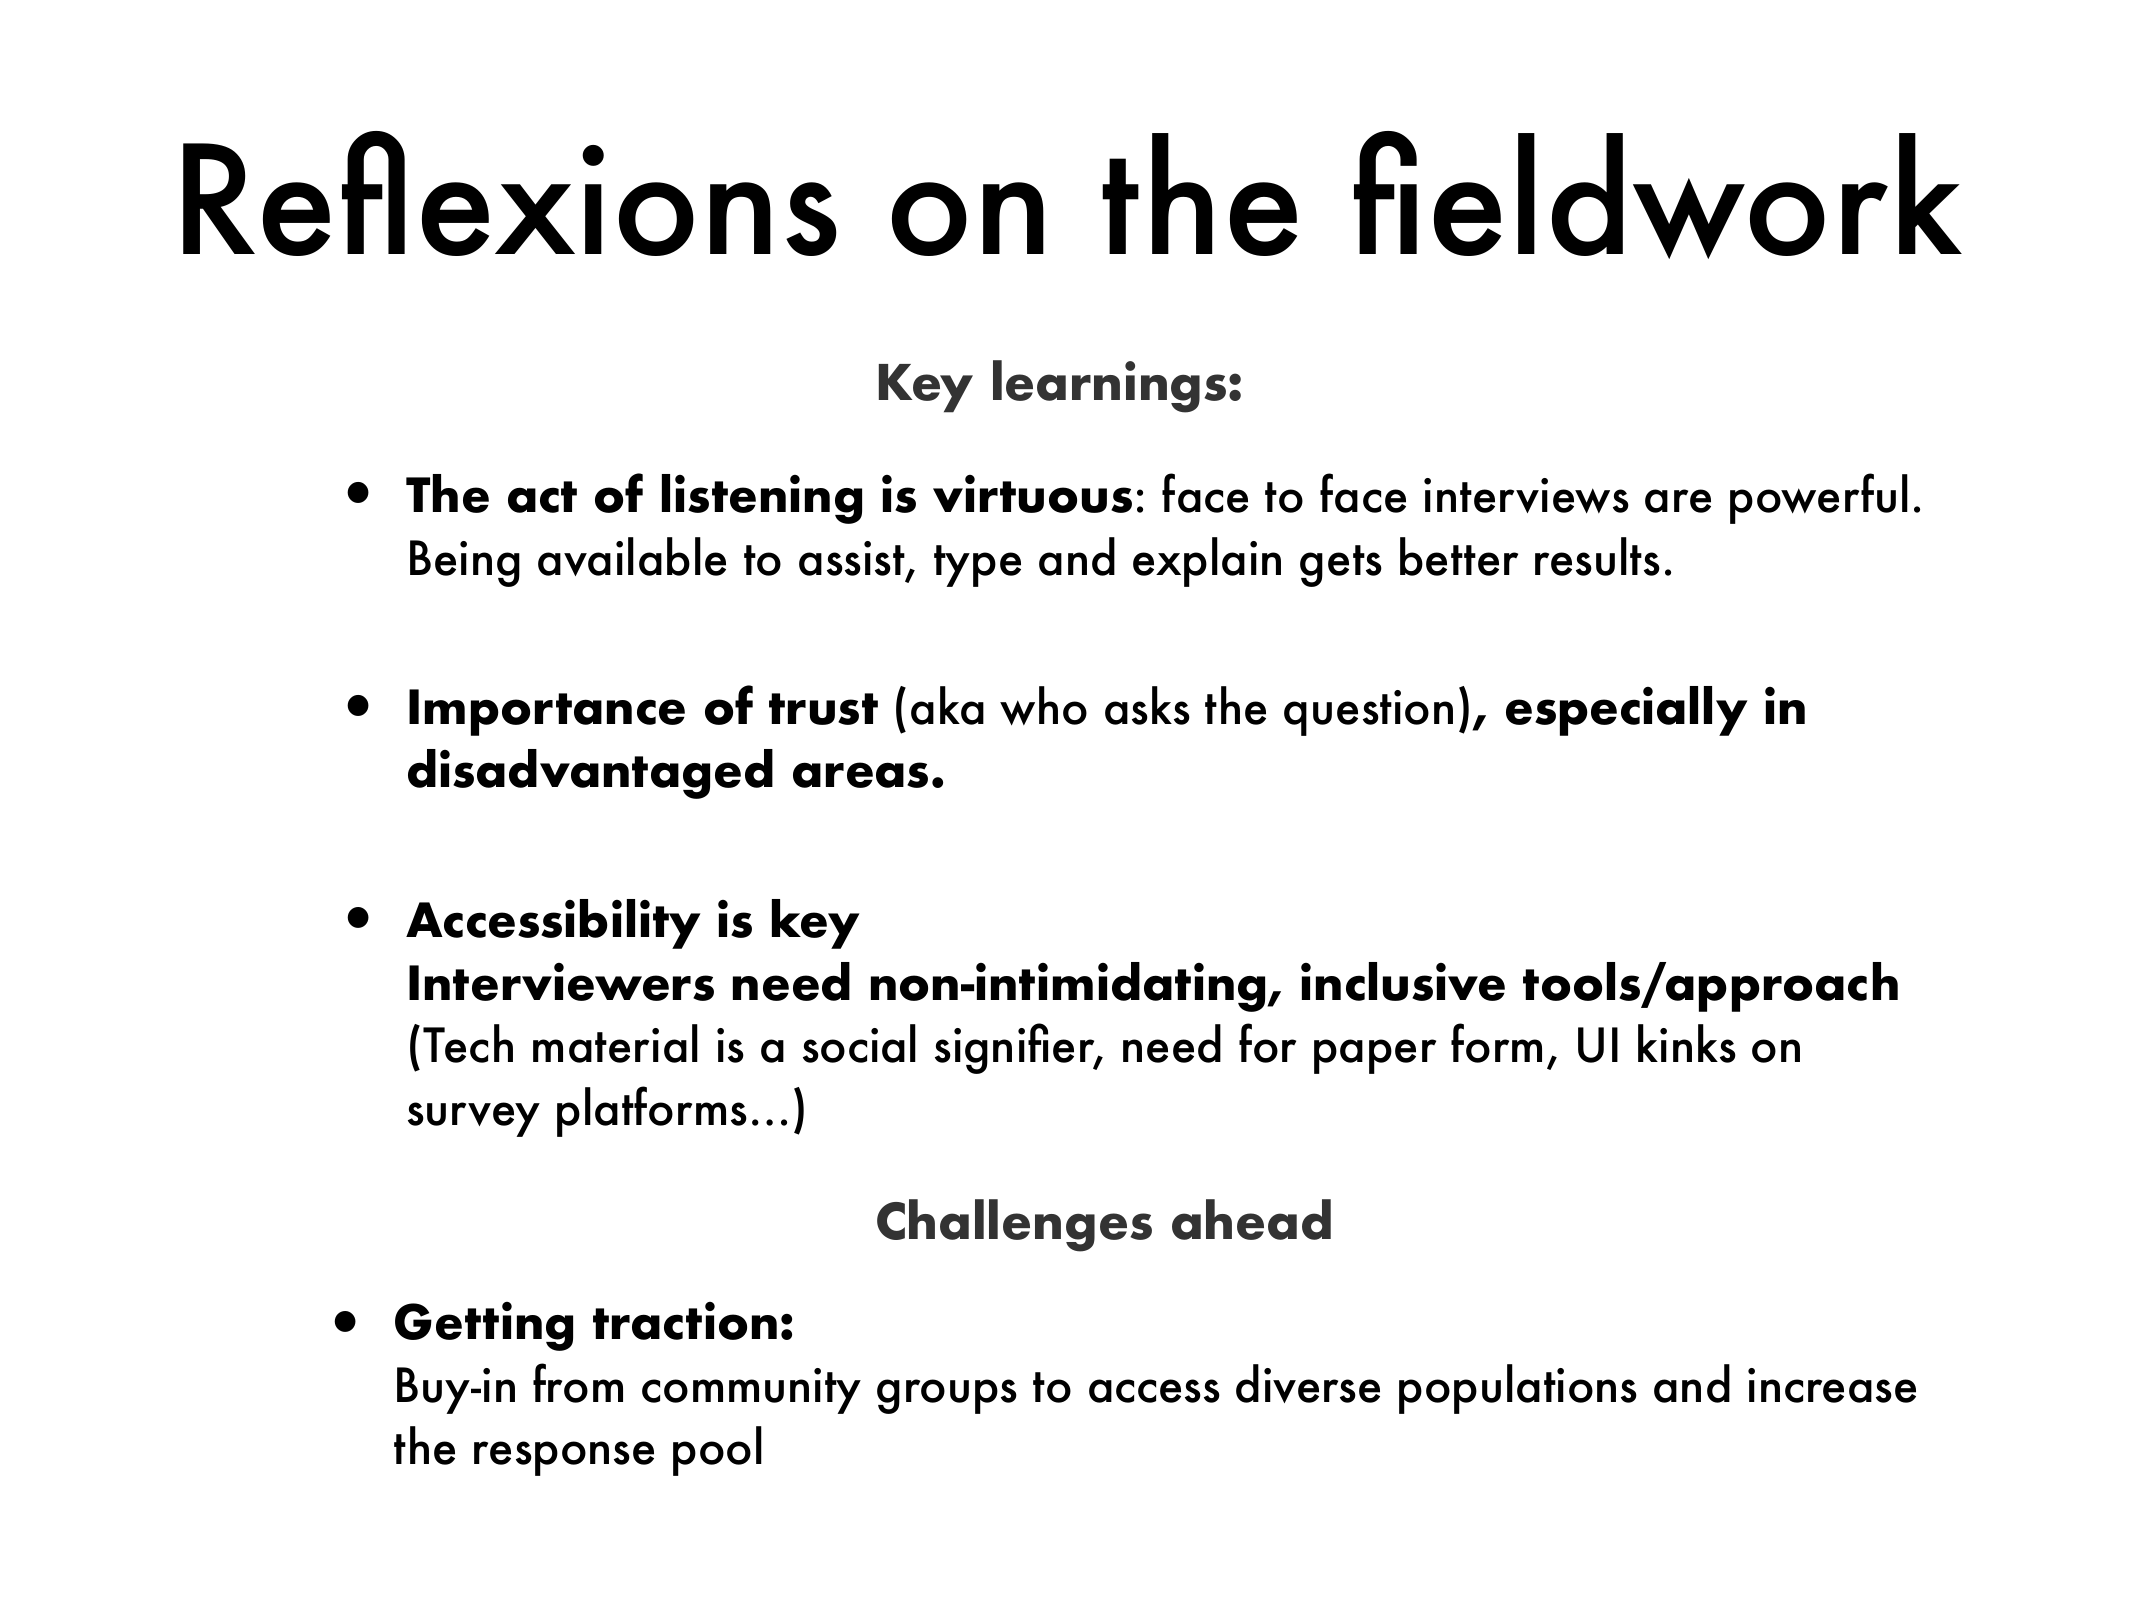 Reflexions on the fieldwork
Key learnings:
• The act of listening is virtuous: face to face interviews are powerful.
Being available to assist, type and explain gets better results.
• Importance of trust (aka who asks the question), especially in
disadvantaged areas.
• Accessibility is key
Interviewers need non-intimidating, inclusive tools/approach
(Tech material is a social signifier, need for paper form, UI kinks on
survey platforms...)
Challenges ahead
• Getting traction:
Buy-in from community groups to access diverse populations and increase
the response pool